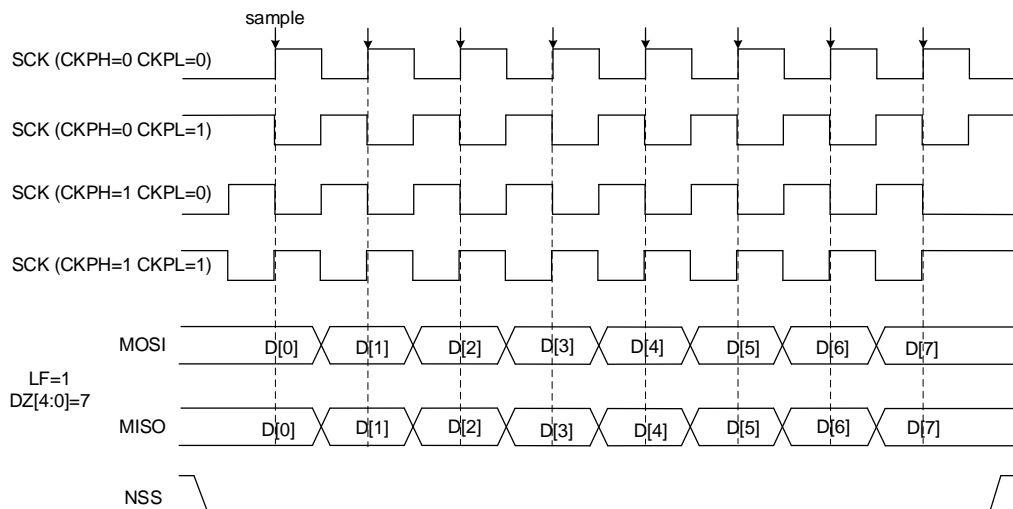 sample
SCK (CKPH=0 CKPL=0)
SCK (CKPH=0 CKPL=1)
SCK (CKPH=1 CKPL=0)
SCK (CKPH=1 CKPL=1)
MOSI
D[0] D[1] D[2] D[3] D[4] D[5] D[6] D[7]
LF=1
DZ[4:0]=7
MISO
D[0] D[1] D[2] D[3] D[4] D[5] D[6] D[7]
NSS